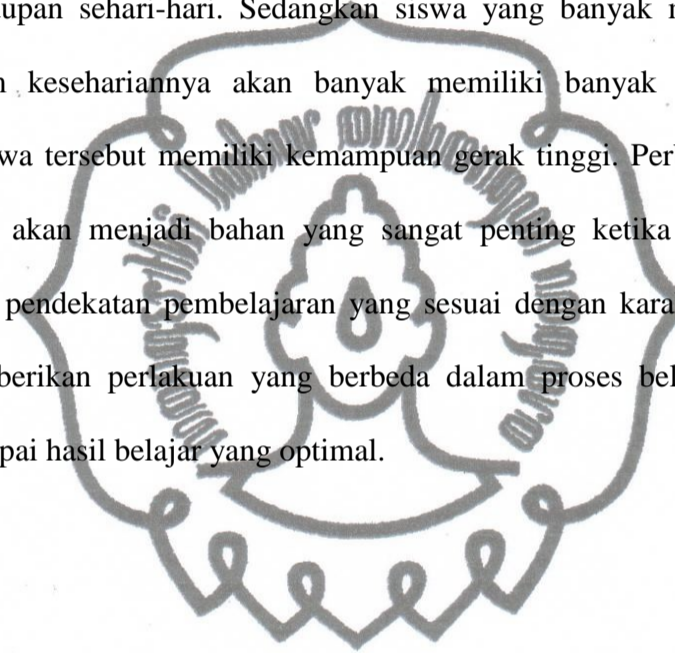 upan sehari-hari. Sedangkan siswa yang banyak
keseharian­nya akan banyak memiliki banyak
wa tersebut memiliki kemampuan gerak tinggi. Per
akan menjadi bahan yang sangat penting ketika
pendekatan pembelajaran yang sesuai dengan kara
berikan perlakuan yang berbeda dalam proses bel
pai hasil belajar yang optimal.